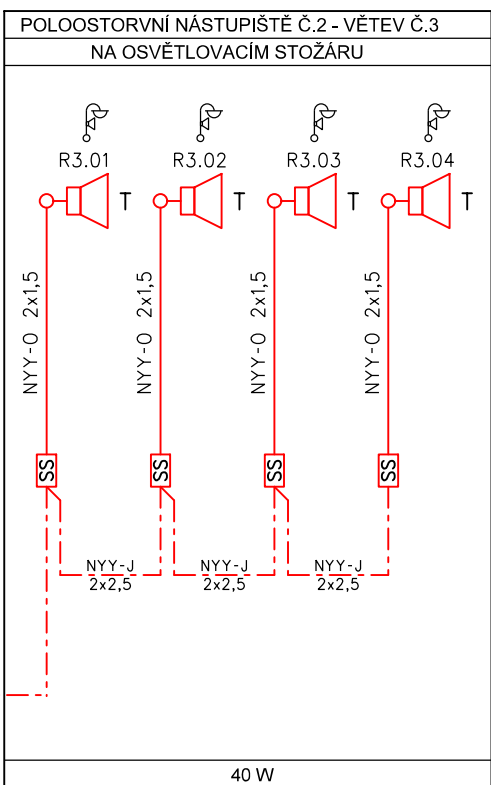 POLOOSTORVNÍ NÁSTUPIŠTĚ Č.2 - VĚTEV Č.3
NA OSVĚTLOVACÍM STOŽÁRU
R3.01 R3.02 R3.03 R3.04
T T T T
NYY-O 2x1,5
NYY-O 2x1,5
NYY-O 2x1,5
NYY-O 2x1,5
SS SS SS SS
NYY-J NYY-J NYY-J
2x2,5 2x2,5 2x2,5
40 W